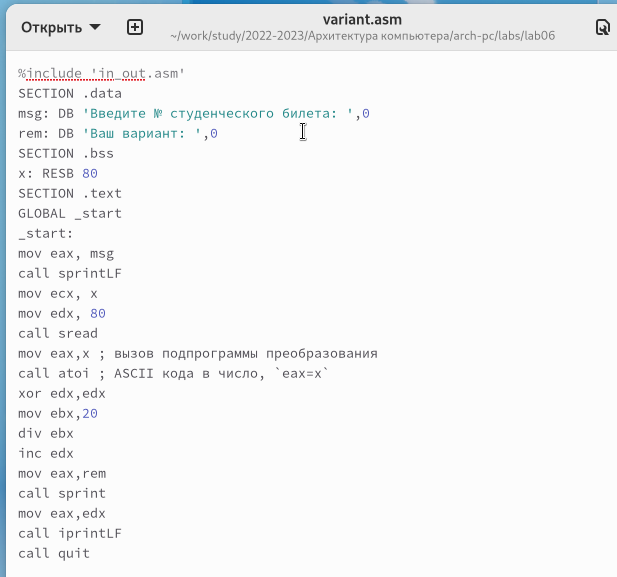 Открыть
variant.asm
~/work/study/2022-2023/Архитектура компьютера/arch-pc/labs/lab06
%include 'in_out.asm'
SECTION .data
msg: DB 'Введите № студенческого билета: ',0
rem: DB 'Ваш вариант: ',0
SECTION .bss
x: RESB 80
SECTION .text
GLOBAL _start
_start:
mov eax, msg
call sprintLF
mov ecx, x
mov edx, 80
call sread
mov eax,x ; вызов подпрограммы преобразования
call atoi ; ASCII кода в число, `eax=x`
xor edx,edx
mov ebx,20
div ebx
inc edx
mov eax,rem
call sprint
mov eax,edx
call iprintLF
call quit